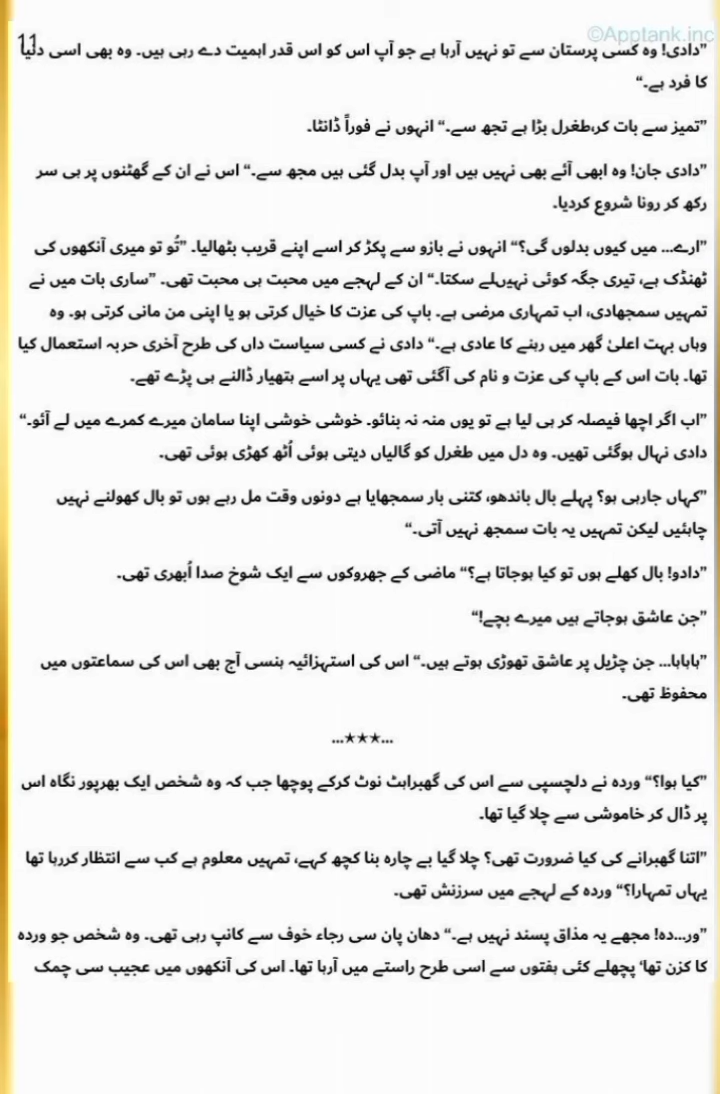 ©Apptank.inc
11
”دادی! وہ کسی پرستان سے تو نہیں آرہا ہے جو آپ اس کو اس قدر اہمیت دے رہی ہیں۔ وہ بھی اسی دنیا
کا فرد ہے۔“
”تمیز سے بات کر،طغرل بڑا ہے تجھ سے۔“ انہوں نے فوراً ڈانٹا۔
”دادی جان! وہ ابھی آئے بھی نہیں ہیں اور آپ بدل گئی ہیں مجھ سے۔“ اس نے ان کے گھٹنوں پر ہی سر
رکھ کر رونا شروع کردیا۔
”ارے... میں کیوں بدلوں گی؟“ انہوں نے بازو سے پکڑ کر اسے اپنے قریب بٹھالیا۔ ”تُو تو میری آنکھوں کی
ٹھنڈک ہے، تیری جگہ کوئی نہیںلے سکتا۔“ ان کے لہجے میں محبت ہی محبت تھی۔ ”ساری بات میں نے
تمہیں سمجھادی، اب تمہاری مرضی ہے۔ باپ کی عزت کا خیال کرتی ہو یا اپنی من مانی کرتی ہو۔ وہ
وہاں بہت اعلیٰ گھر میں رہنے کا عادی ہے۔“ دادی نے کسی سیاست داں کی طرح آخری حربہ استعمال کیا
تھا۔ بات اس کے باپ کی عزت و نام کی آگئی تھی یہاں پر اسے ہتھیار ڈالنے ہی پڑے تھے۔
”اب اگر اچھا فیصلہ کر ہی لیا ہے تو یوں منہ نہ بنائو۔ خوشی خوشی اپنا سامان میرے کمرے میں لے آئو۔“
دادی نہال ہوگئی تھیں۔ وہ دل میں طغرل کو گالیاں دیتی ہوئی اُٹھ کھڑی ہوئی تھی۔
”کہاں جارہی ہو؟ پہلے بال باندھو، کتنی بار سمجھایا ہے دونوں وقت مل رہے ہوں تو بال کھولنے نہیں
چاہئیں لیکن تمہیں یہ بات سمجھ نہیں آتی۔“
”دادو! بال کھلے ہوں تو کیا ہوجاتا ہے؟“ ماضی کے جھروکوں سے ایک شوخ صدا اُبھری تھی۔
”جن عاشق ہوجاتے ہیں میرے بچے!“
”ہاہاہا... جن چڑیل پر عاشق تھوڑی ہوتے ہیں۔“ اس کی استہزائیہ ہنسی آج بھی اس کی سماعتوں میں
محفوظ تھی۔
...★★★...
”کیا ہوا؟“ وردہ نے دلچسپی سے اس کی گھبراہٹ نوٹ کرکے پوچھا جب کہ وہ شخص ایک بھرپور نگاہ اس
پر ڈال کر خاموشی سے چلا گیا تھا۔
”اتنا گھبرانے کی کیا ضرورت تھی؟ چلا گیا بے چارہ بنا کچھ کہے، تمہیں معلوم ہے کب سے انتظار کررہا تھا
یہاں تمہارا؟“ وردہ کے لہجے میں سرزنش تھی۔
”ور...دہ! مجھے یہ مذاق پسند نہیں ہے۔“ دھان پان سی رجاء خوف سے کانپ رہی تھی۔ وہ شخص جو وردہ
کا کزن تھا‘ پچھلے کئی ہفتوں سے اسی طرح راستے میں آرہا تھا۔ اس کی آنکھوں میں عجیب سی چمک